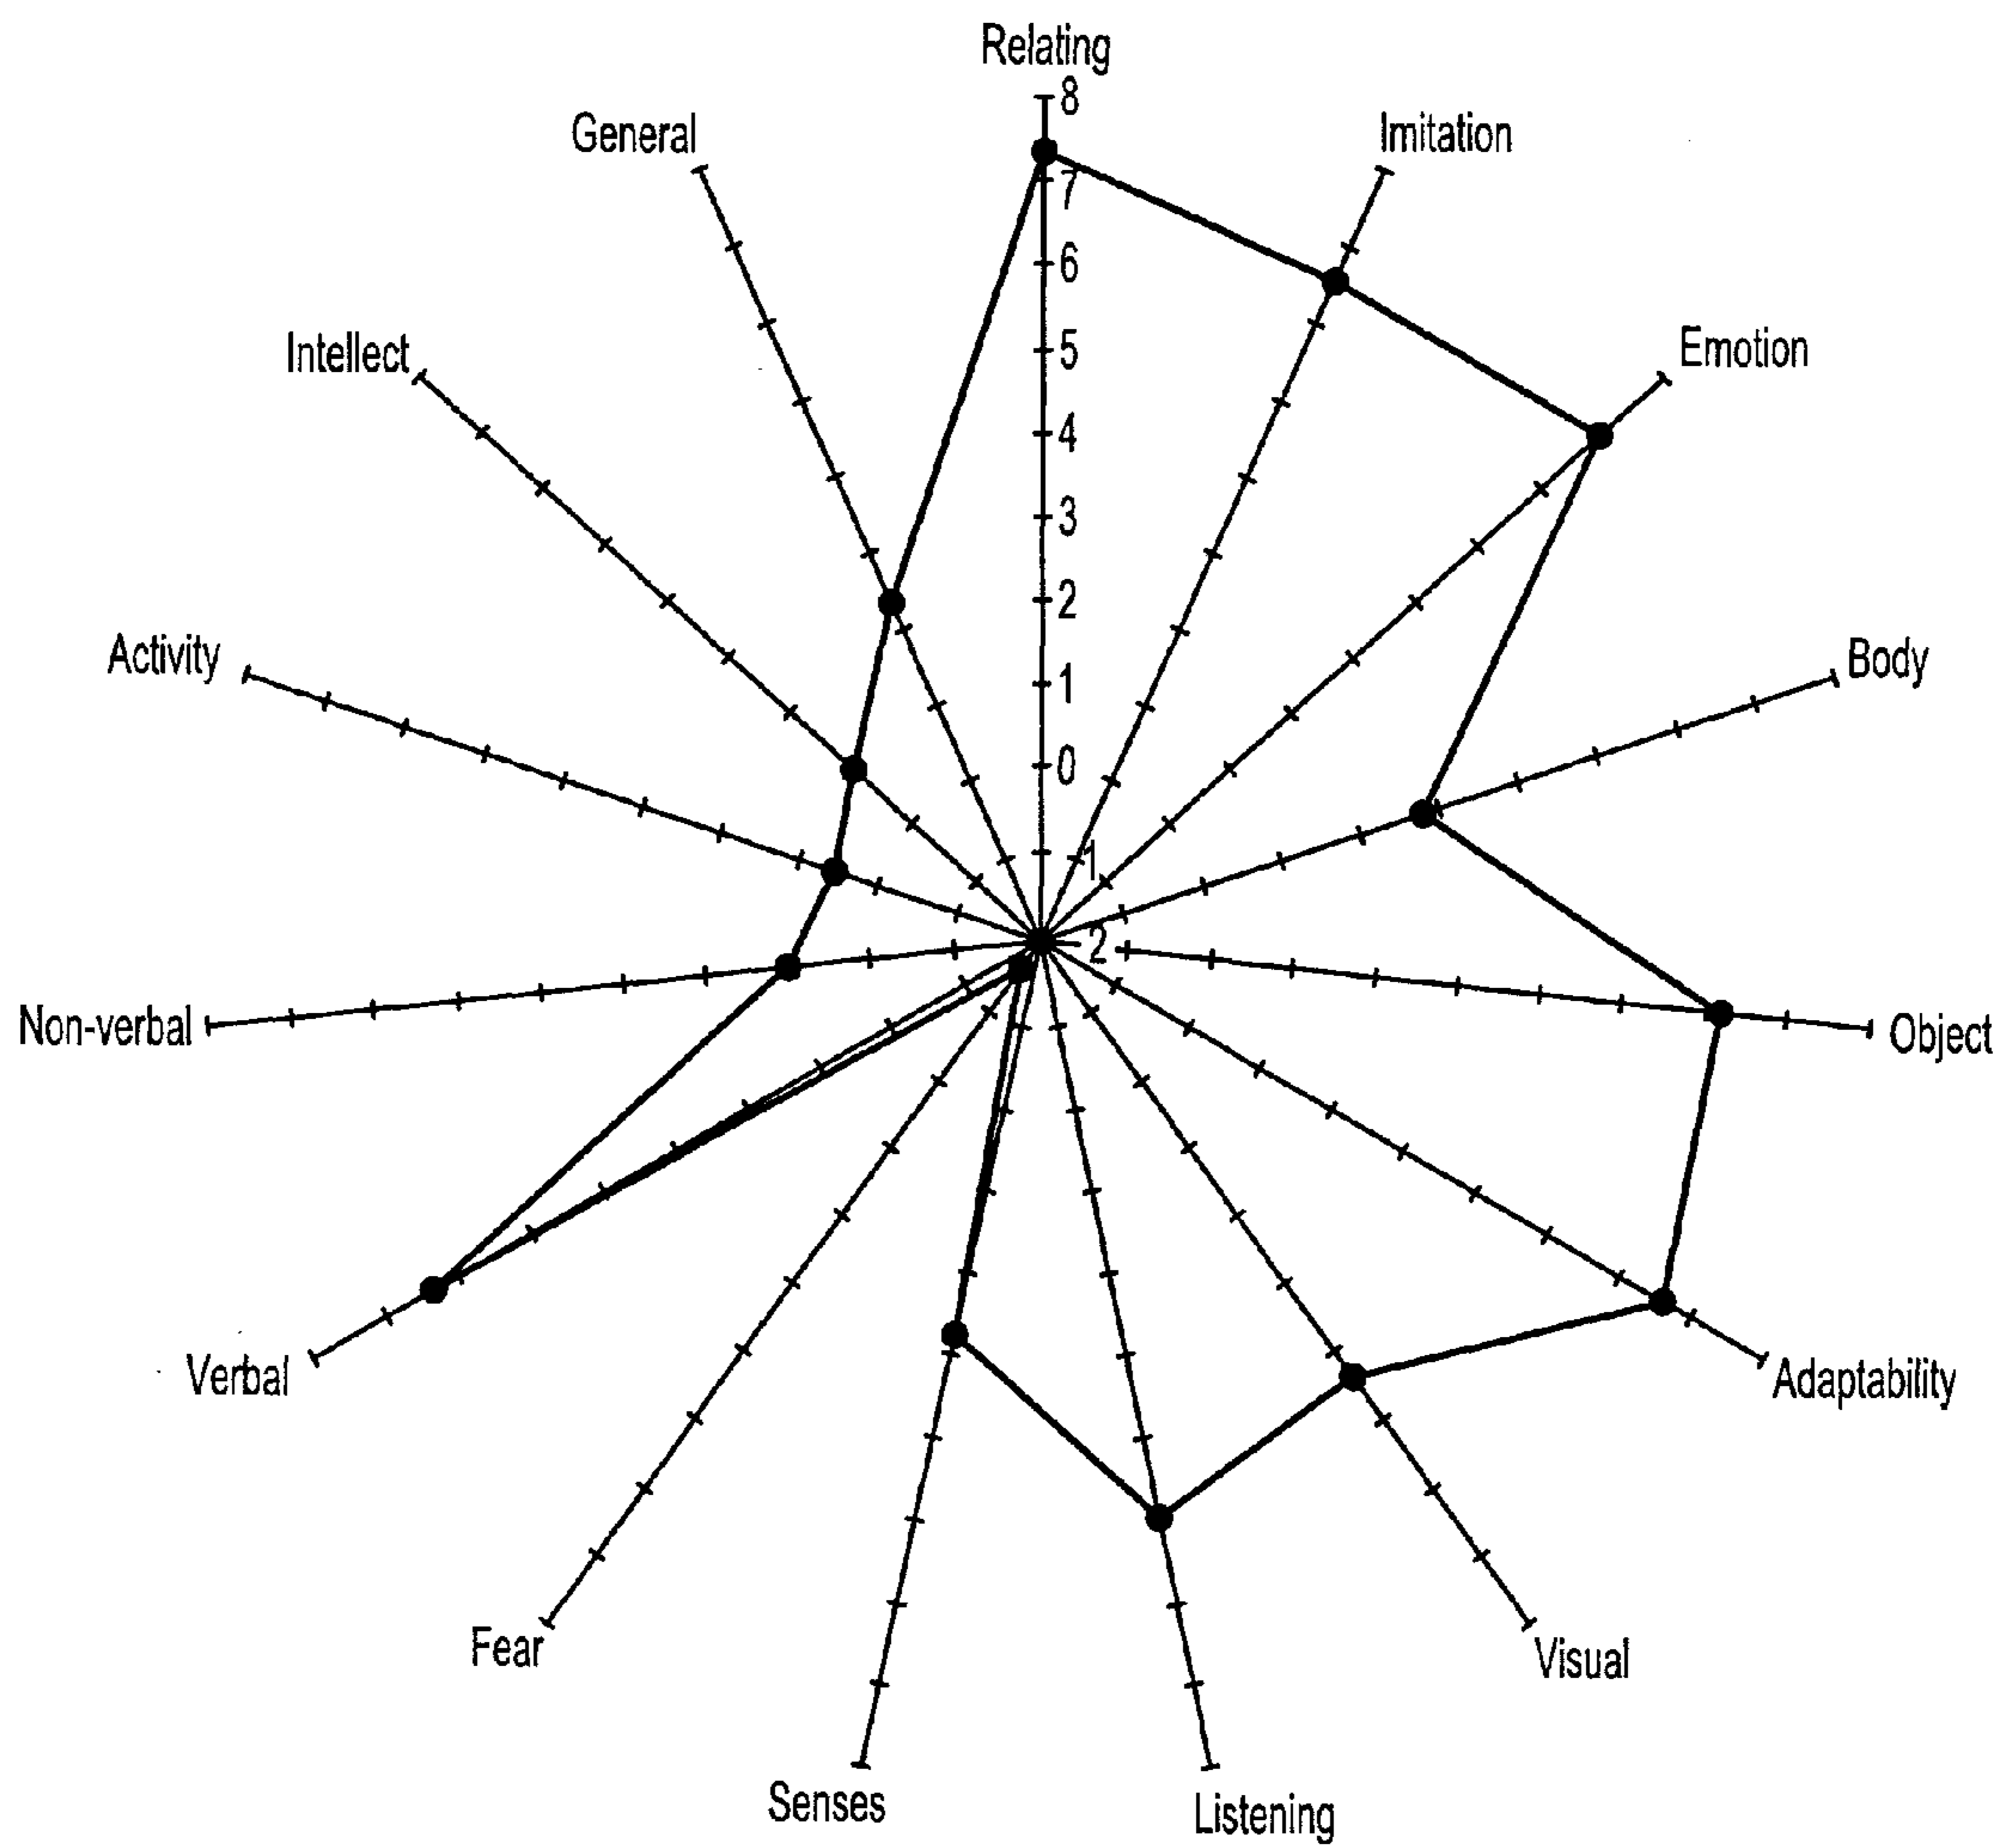 Relating
8
General
Imitation
7
6
Intellect
5
Emotion
4
3
2
Activity
1
Body
0
1
2
Non-verbal
Object
Verbal
Adaptability
Fear
Visual
Senses
Listening